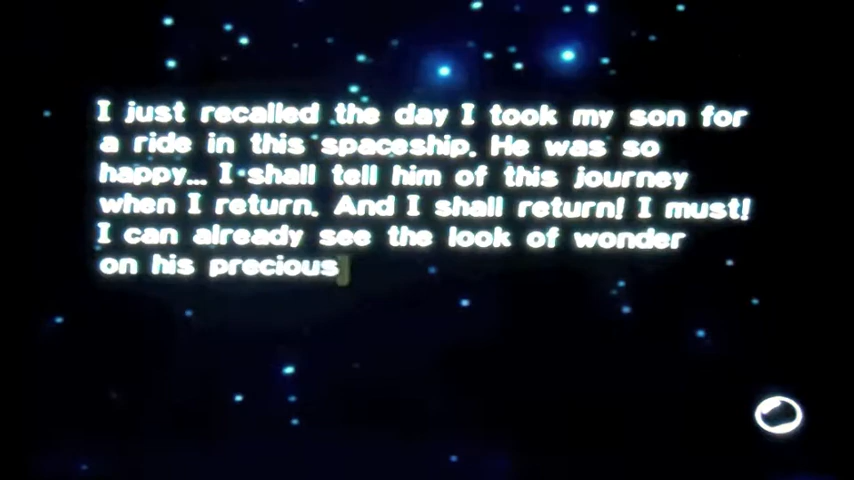 I just recalled the day I took my son for
a ride in this spaceship. He was so
happy... I shall tell him of this journey
when I return. And I shall return! I must!
I can already see the look of wonder
on his precious